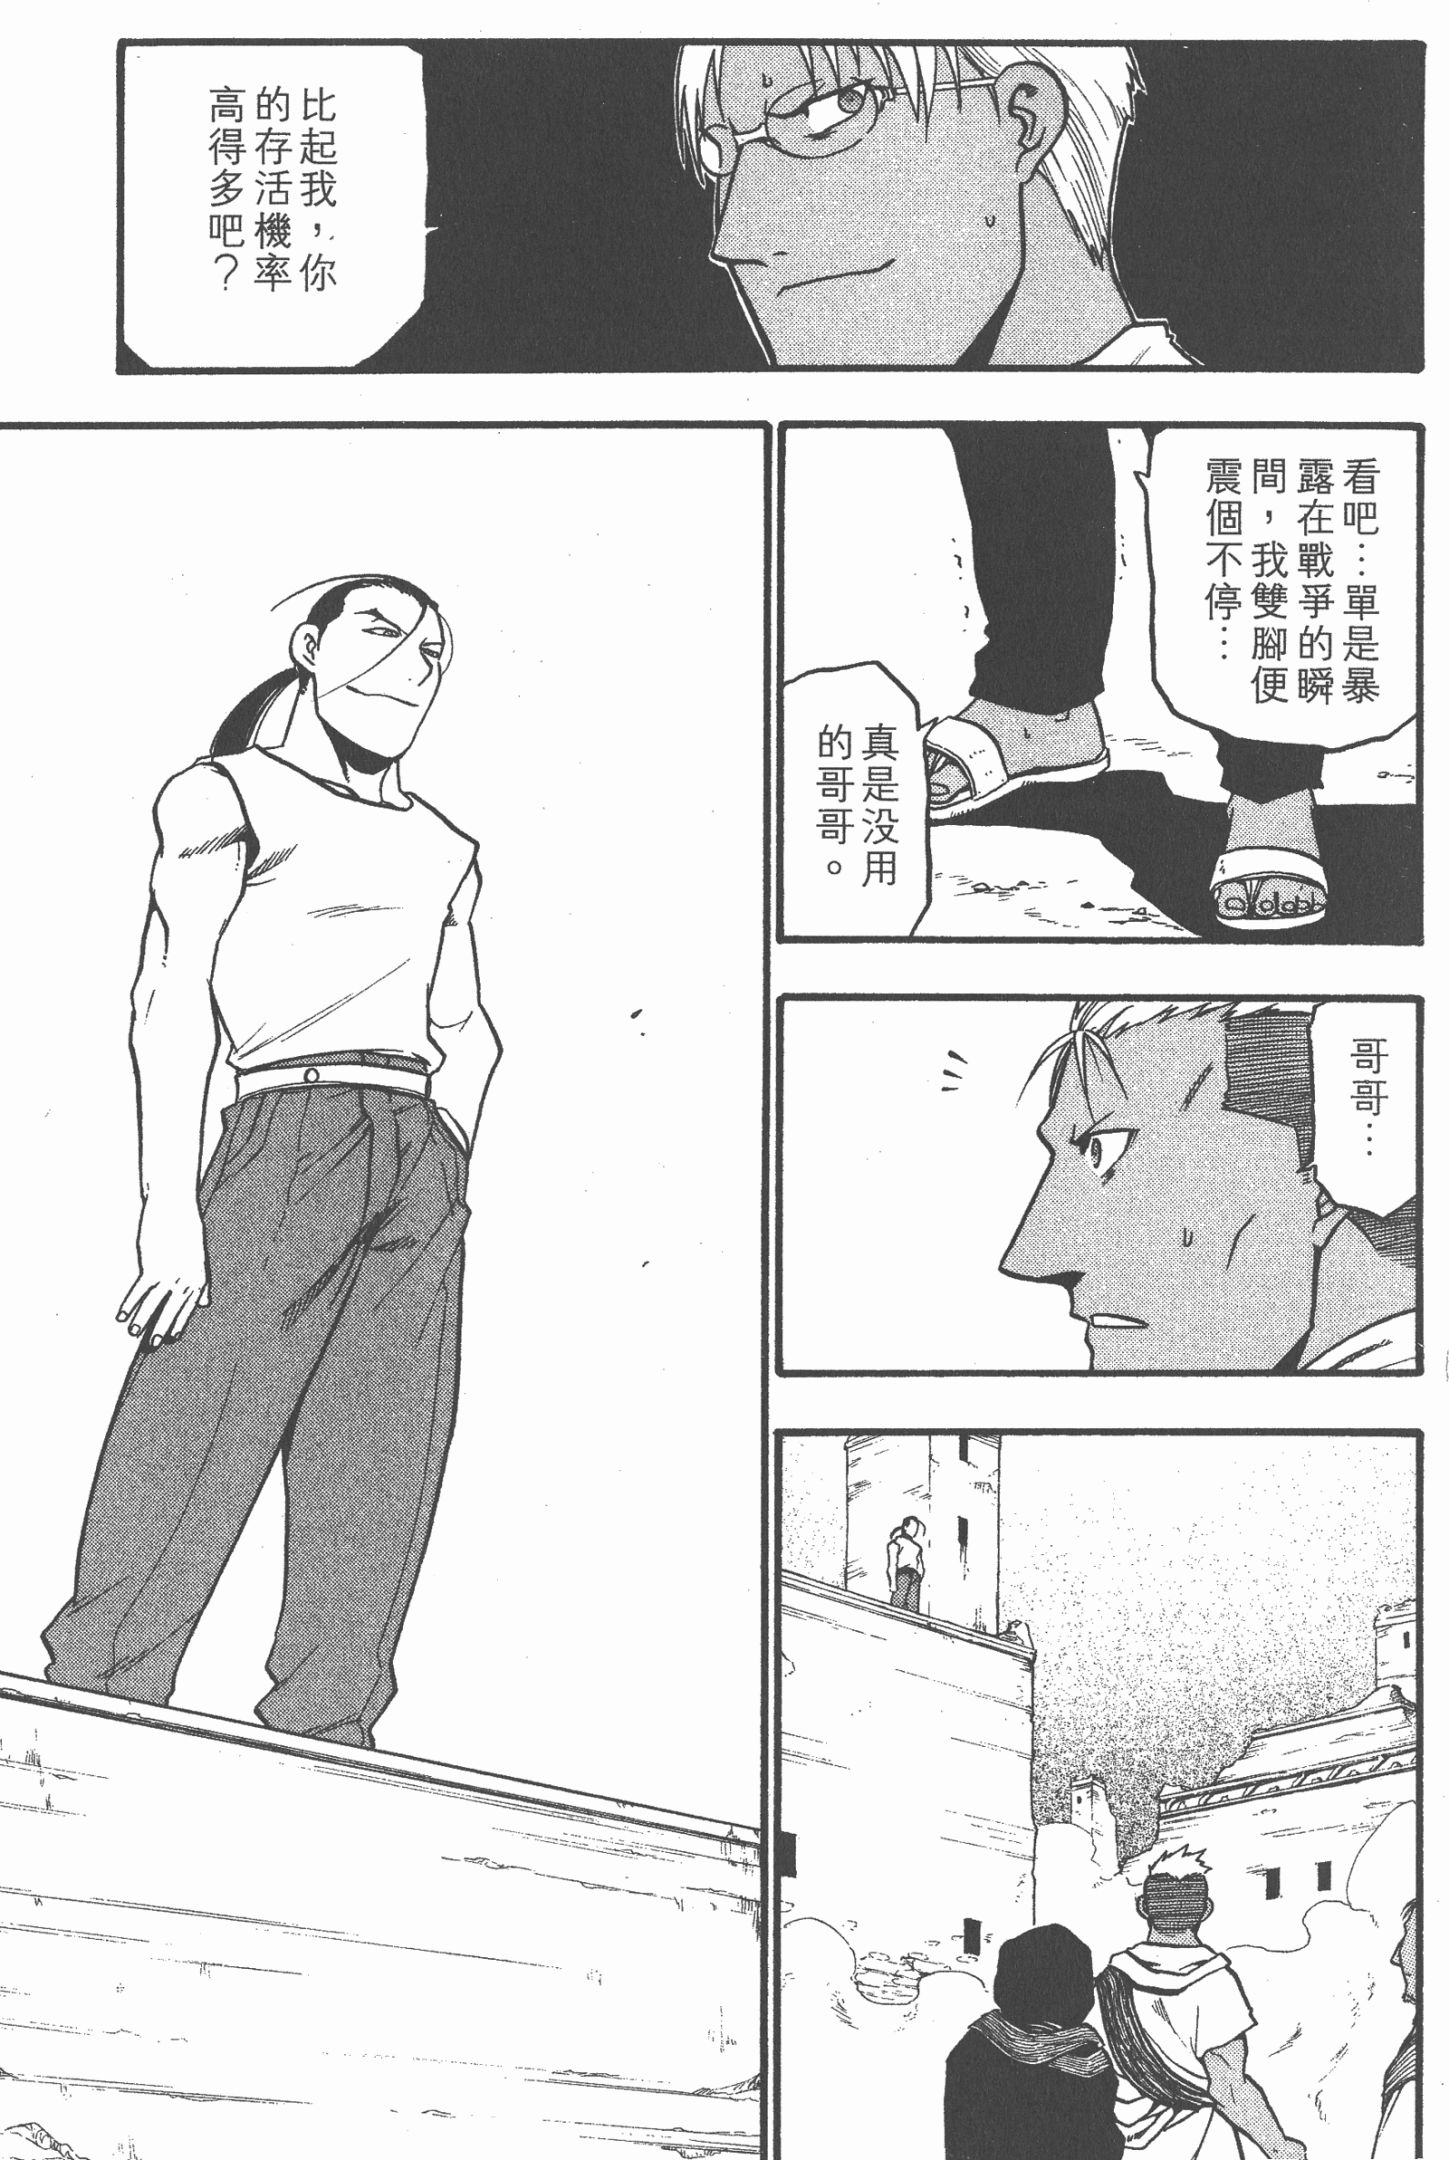 比起我，你
的存活機率
高得多吧？
看吧…單是暴
露在戰爭的瞬
間，我雙腳便
震個不停…
真是没用
的哥哥。
哥哥…